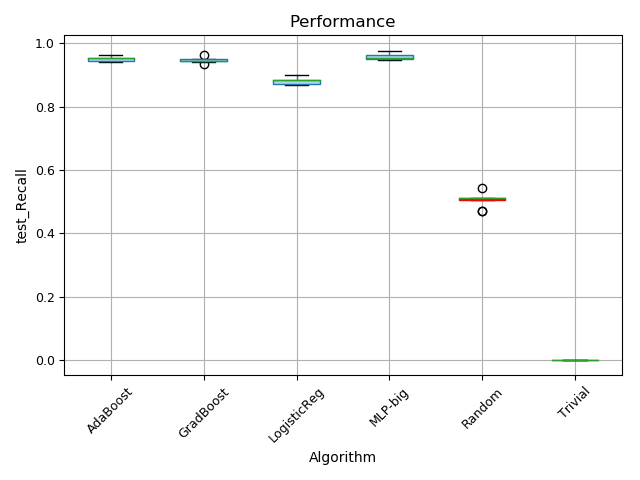 Performance
1.0
0.8
0.6
0.4
0.2
0.0
test_Recall
AdaBoost
GradBoost
LogisticReg
MLP-big
Random
Trivial
Algorithm